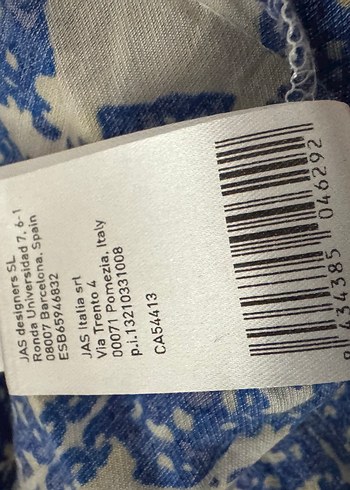 JAS designers SL
Ronda Universidad 7, 6-1
08007 Barcelona, Spain
ESB65946832
JAS Italia srl
Via Trento 4
00071 Pomezia, Italy
p.i.13210331008
CA54413
8 434385 046292